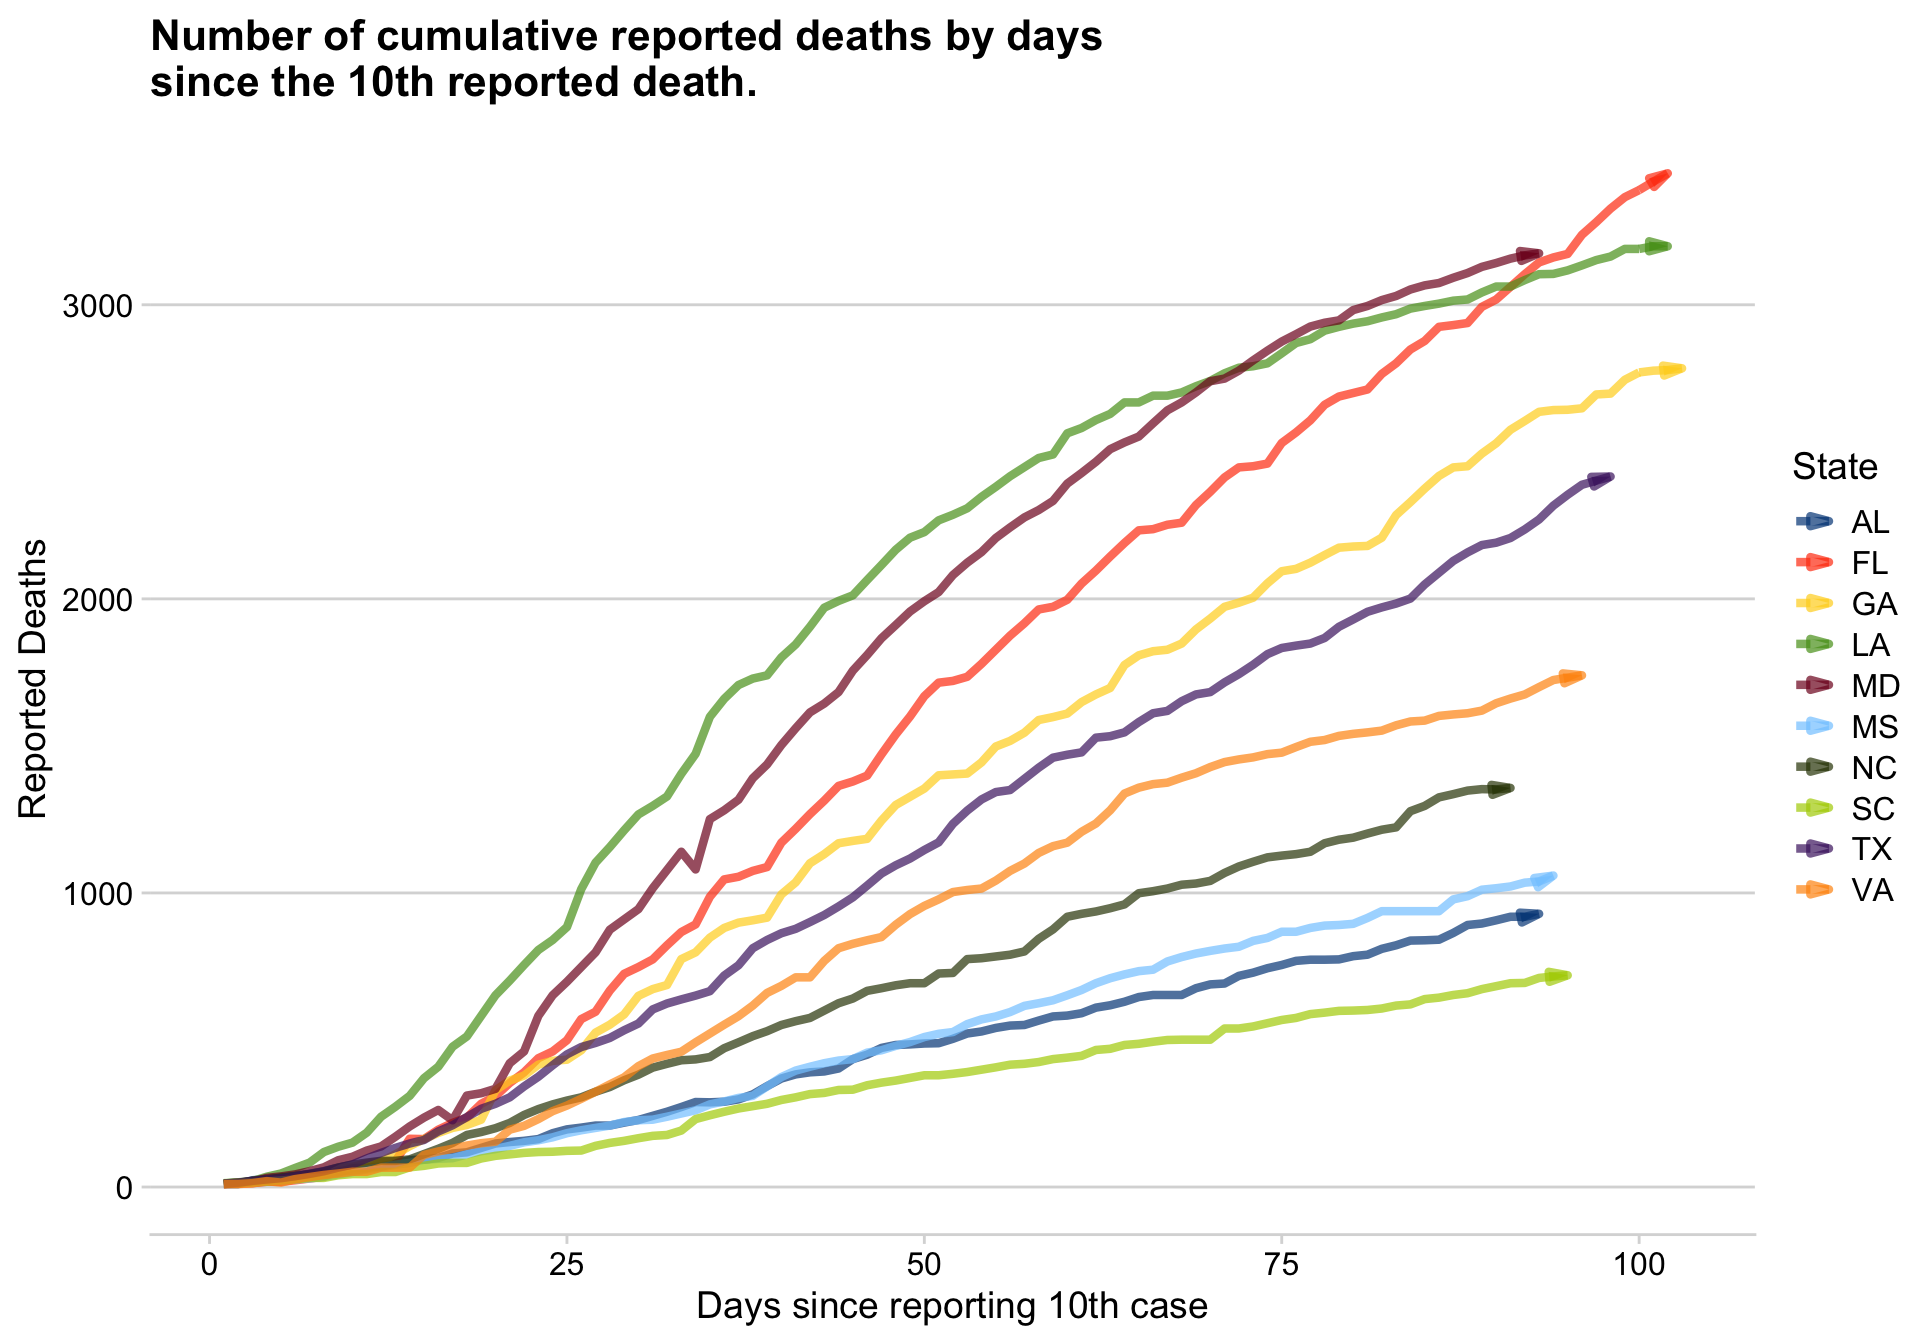 Number of cumulative reported deaths by days
since the 10th reported death.
Reported Deaths
3000
2000
1000
0
0 25 50 75 100
Days since reporting 10th case
State
AL
FL
GA
LA
MD
MS
NC
SC
TX
VA